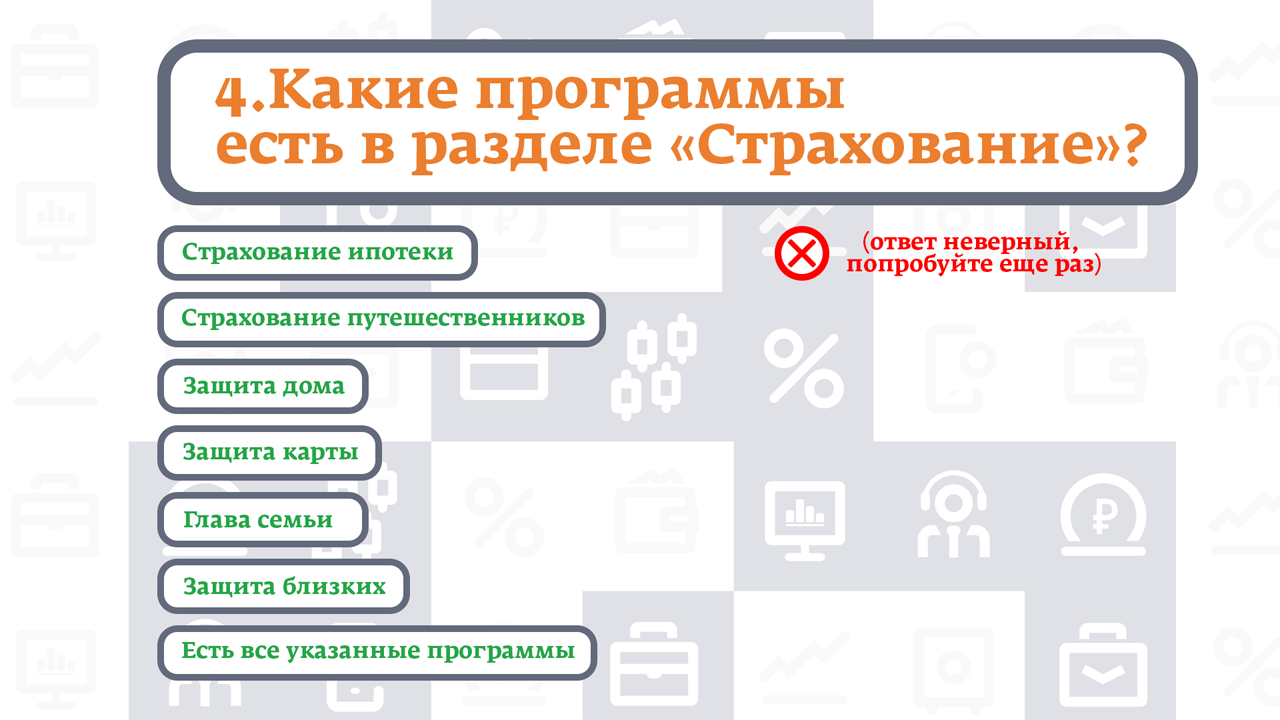 4.Какие программы
есть в разделе «Страхование»?
Страхование ипотеки
(ответ неверный,
попробуйте еще раз)
Страхование путешественников
Защита дома
Защита карты
Глава семьи
Защита близких
Есть все указанные программы